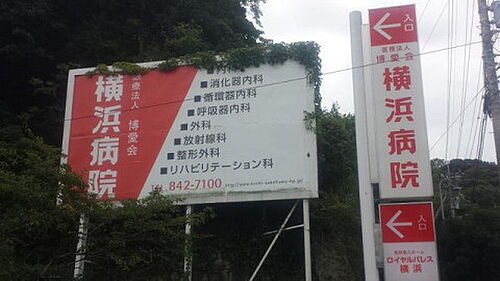 医療法人 博愛会
横浜病院
■内科
■消化器内科
■循環器内科
■呼吸器内科
■外科
■放射線科
■整形外科
■リハビリテーション科
TEL 842-7100
入口
医療法人
博愛会
横浜病院
入口
ロイヤルパレス
横浜